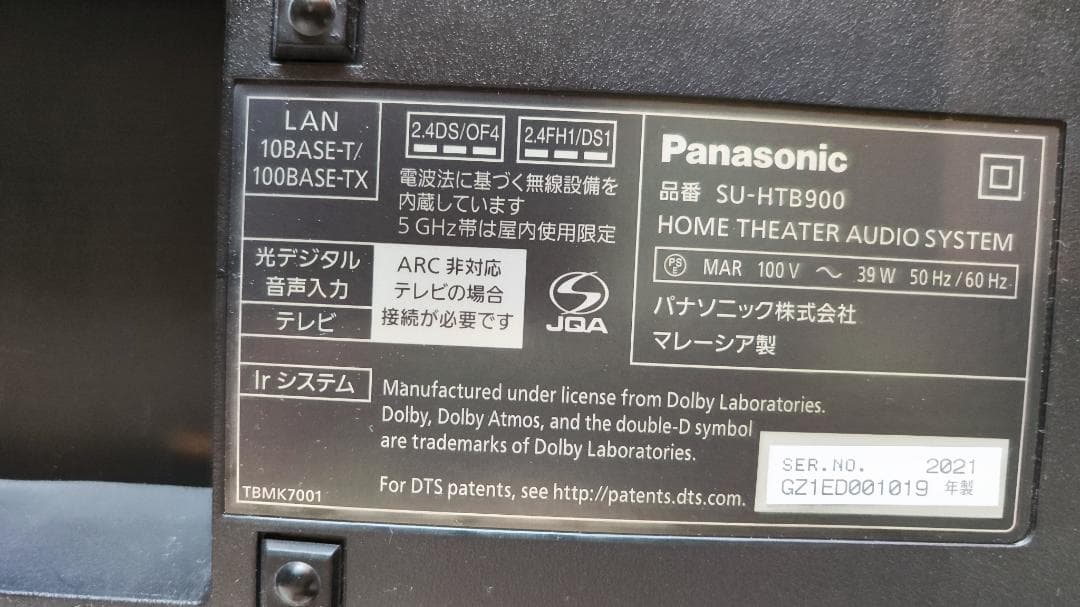 LAN
10BASE-T/
100BASE-TX
2.4DS/OF4
2.4FH1/DS1
電波法に基づく無線設備を
内蔵しています
5 GHz帯は屋内使用限定
光デジタル
音声入力
テレビ
ARC 非対応
テレビの場合
接続が必要です
JQA
Irシステム
Panasonic
品番 SU-HTB900
HOME THEATER AUDIO SYSTEM
PSE MAR 100 V ～ 39 W 50 Hz / 60 Hz
パナソニック株式会社
マレーシア製
Manufactured under license from Dolby Laboratories.
Dolby, Dolby Atmos, and the double-D symbol
are trademarks of Dolby Laboratories.
For DTS patents, see http://patents.dts.com.
TBMK7001
SER.NO. 2021
GZ1ED001019 年製